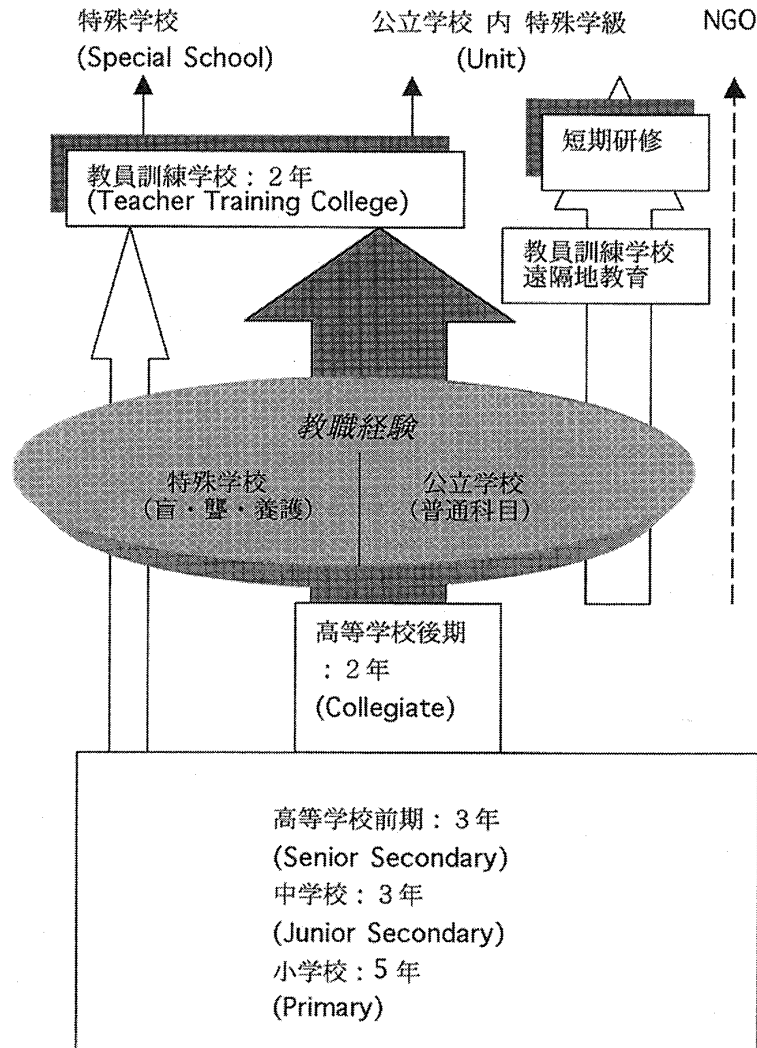 特殊学校
(Special School)
公立学校 内 特殊学級
(Unit)
NGO
短期研修
教員訓練学校：２年
(Teacher Training College)
教員訓練学校
遠隔地教育
教職経験
特殊学校
(盲・聾・養護)
公立学校
(普通科目)
高等学校後期
：２年
(Collegiate)
高等学校前期：３年
(Senior Secondary)
中学校：３年
(Junior Secondary)
小学校：５年
(Primary)